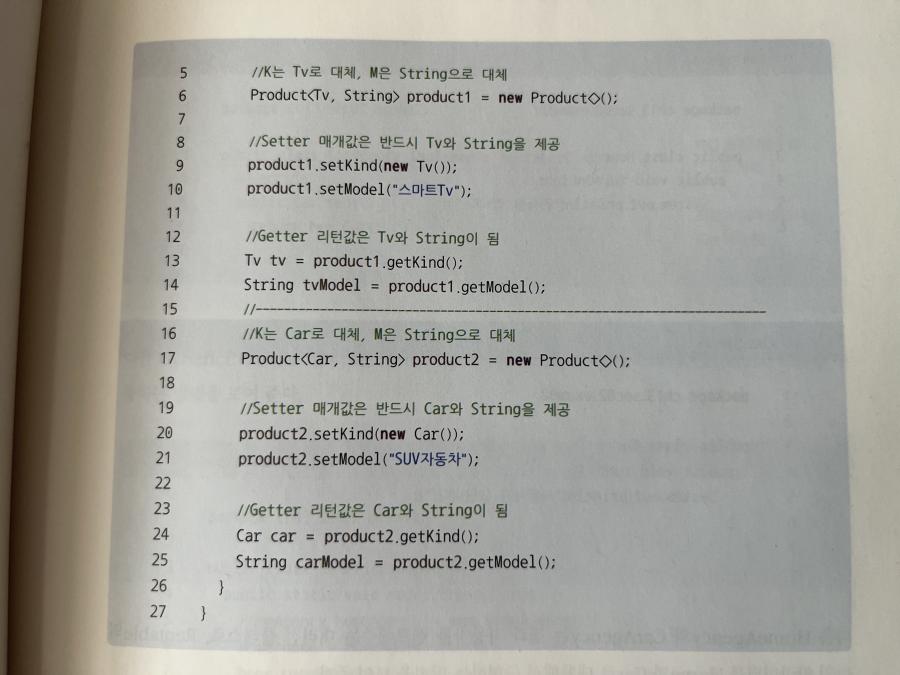 5 //K는 Tv로 대체, M은 String으로 대체
6 Product<Tv, String> product1 = new Product<>();
7
8 //Setter 매개값은 반드시 Tv와 String을 제공
9 product1.setKind(new Tv());
10 product1.setModel("스마트Tv");
11
12 //Getter 리턴값은 Tv와 String이 됨
13 Tv tv = product1.getKind();
14 String tvModel = product1.getModel();
15 //-------------------------------------------------------------------------
16 //K는 Car로 대체, M은 String으로 대체
17 Product<Car, String> product2 = new Product<>();
18
19 //Setter 매개값은 반드시 Car와 String을 제공
20 product2.setKind(new Car());
21 product2.setModel("SUV자동차");
22
23 //Getter 리턴값은 Car와 String이 됨
24 Car car = product2.getKind();
25 String carModel = product2.getModel();
26 }
27 }